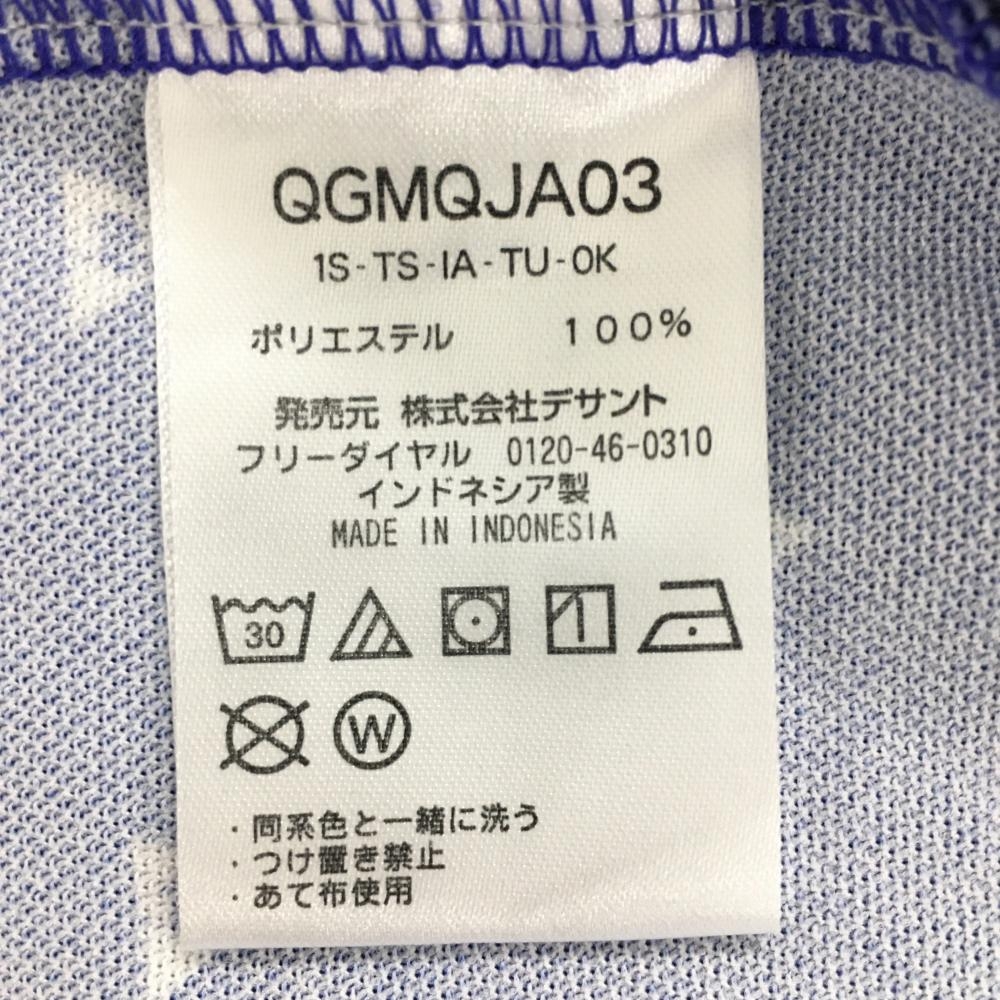 QGMQJA03
1S-TS-IA-TU-OK
ポリエステル 100%
発売元 株式会社デサント
フリーダイヤル 0120-46-0310
インドネシア製
MADE IN INDONESIA
30
W
・同系色と一緒に洗う
・つけ置き禁止
・あて布使用